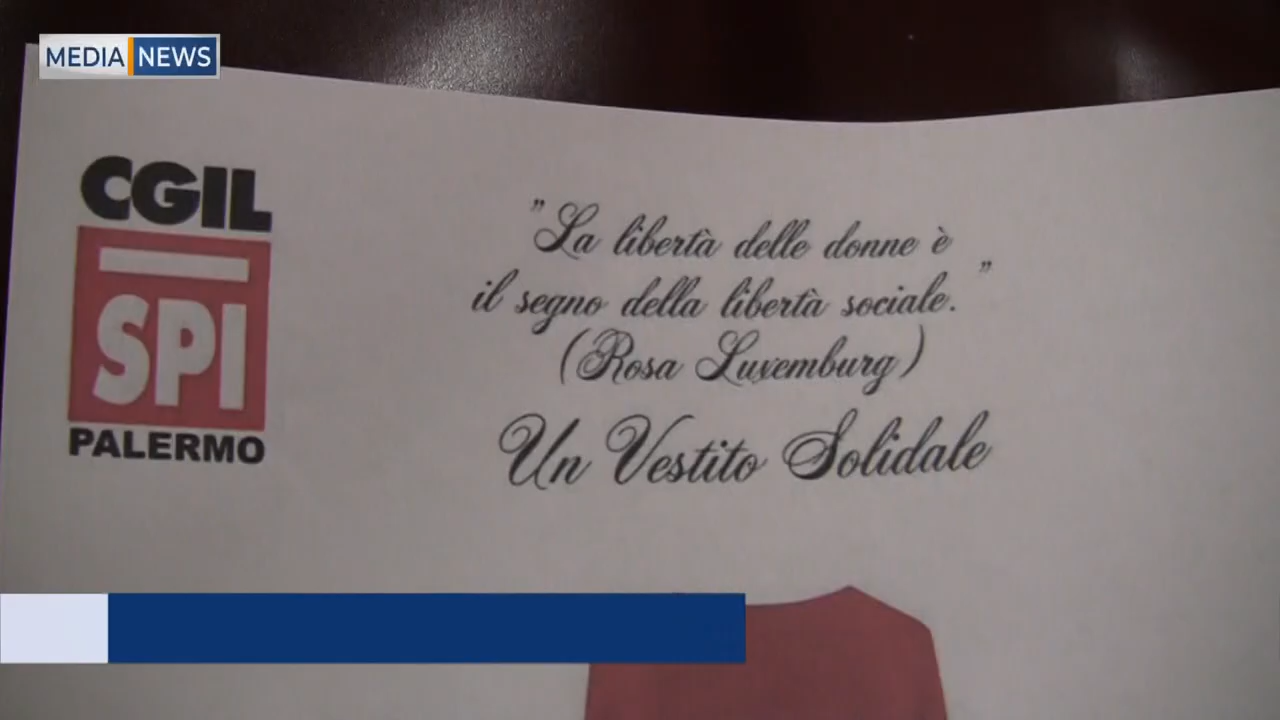 MEDIA NEWS
CGIL
SPI
PALERMO
"La libertà delle donne è
il segno della libertà sociale."
(Rosa Luxemburg)
Un Vestito Solidale